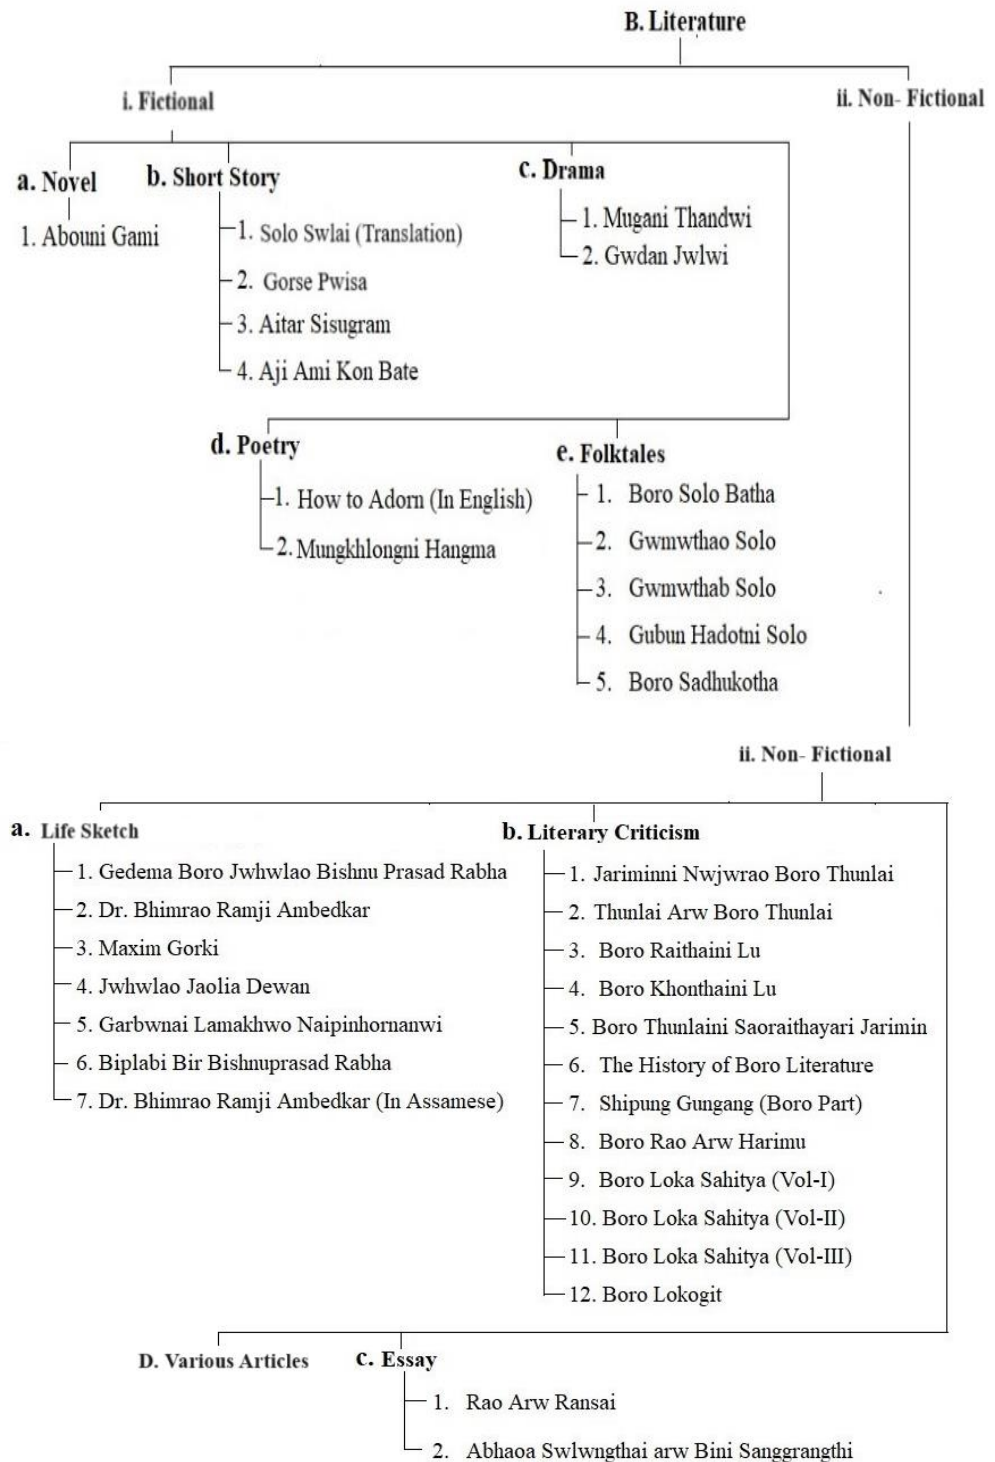 B. Literature
i. Fictional
ii. Non- Fictional
a. Novel
1. Abouni Gami
b. Short Story
1. Solo Swlai (Translation)
2. Gorse Pwisa
3. Aitar Sisugram
4. Aji Ami Kon Bate
c. Drama
1. Mugani Thandwi
2. Gwdan Jwlwi
d. Poetry
1. How to Adorn (In English)
2. Mungkhlongni Hangma
e. Folktales
1. Boro Solo Batha
2. Gwmwthao Solo
3. Gwmwthab Solo
4. Gubun Hadotni Solo
5. Boro Sadhukotha
ii. Non- Fictional
a. Life Sketch
1. Gedema Boro Jwhwlao Bishnu Prasad Rabha
2. Dr. Bhimrao Ramji Ambedkar
3. Maxim Gorki
4. Jwhwlao Jaolia Dewan
5. Garbwnai Lamakhwo Naipinhornanwi
6. Biplabi Bir Bishnuprasad Rabha
7. Dr. Bhimrao Ramji Ambedkar (In Assamese)
b. Literary Criticism
1. Jariminni Nwjwrao Boro Thunlai
2. Thunlai Arw Boro Thunlai
3. Boro Raithaini Lu
4. Boro Khonthaini Lu
5. Boro Thunlaini Saoraithayari Jarimin
6. The History of Boro Literature
7. Shipung Gungang (Boro Part)
8. Boro Rao Arw Harimu
9. Boro Loka Sahitya (Vol-I)
10. Boro Loka Sahitya (Vol-II)
11. Boro Loka Sahitya (Vol-III)
12. Boro Lokogit
D. Various Articles
c. Essay
1. Rao Arw Ransai
2. Abhaoa Swlwngthai arw Bini Sanggrangthi